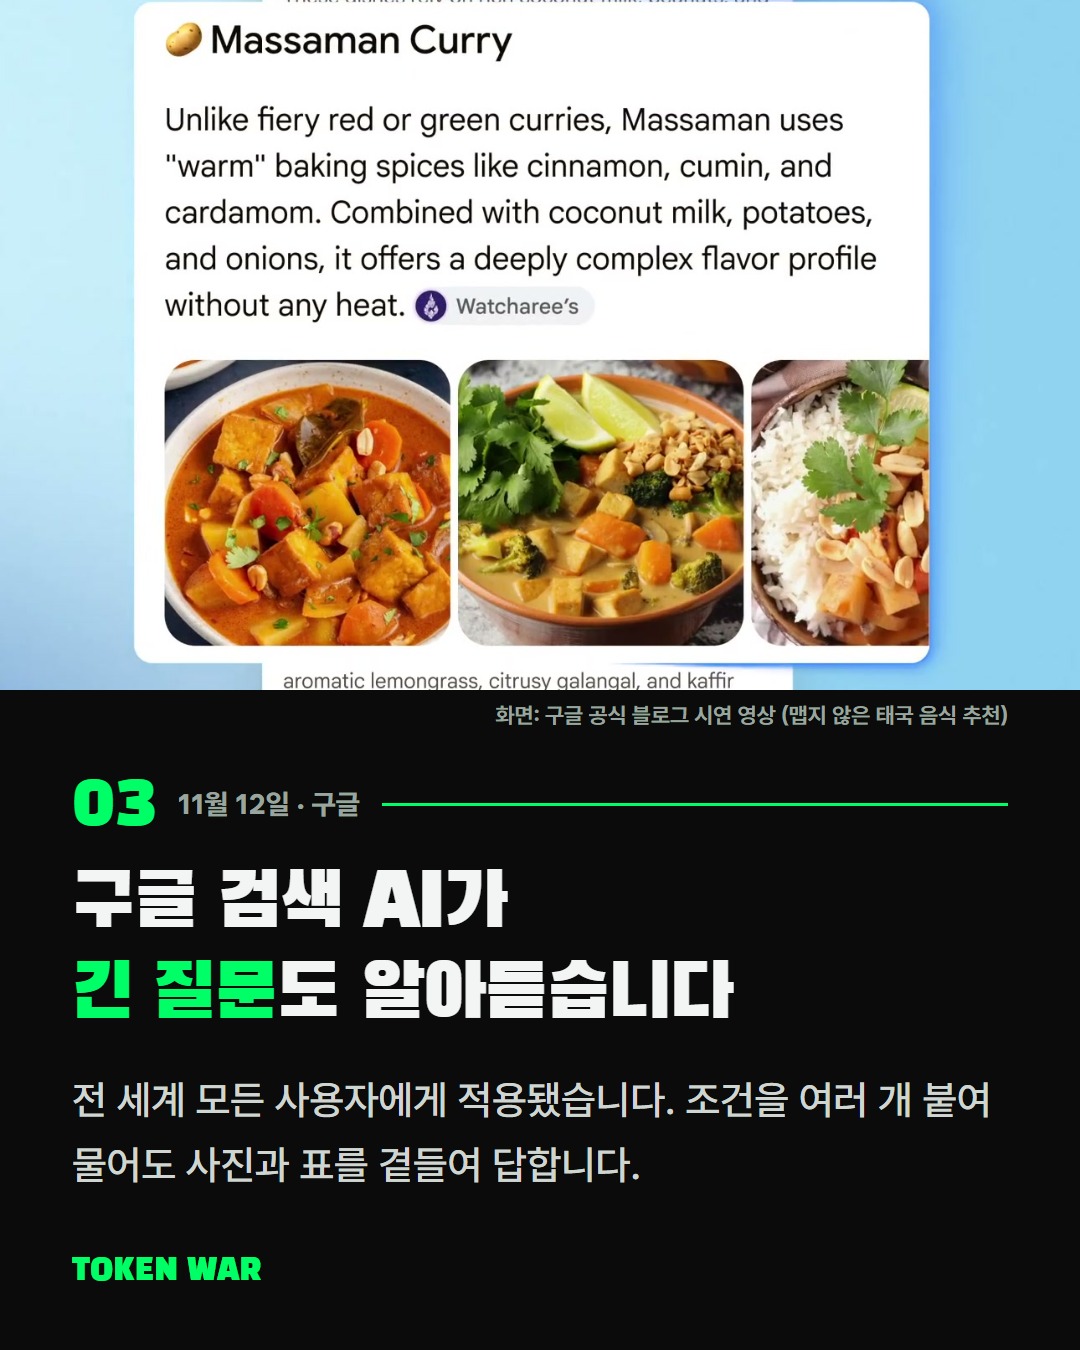 Massaman Curry
Unlike fiery red or green curries, Massaman uses
"warm" baking spices like cinnamon, cumin, and
cardamom. Combined with coconut milk, potatoes,
and onions, it offers a deeply complex flavor profile
without any heat. Watcharee's
aromatic lemongrass, citrusy galangal, and kaffir
화면: 구글 공식 블로그 시연 영상 (맵지 않은 태국 음식 추천)
03 11월 12일 · 구글
구글 검색 AI가
긴 질문도 알아듣습니다
전 세계 모든 사용자에게 적용됐습니다. 조건을 여러 개 붙여
물어도 사진과 표를 곁들여 답합니다.
TOKEN WAR